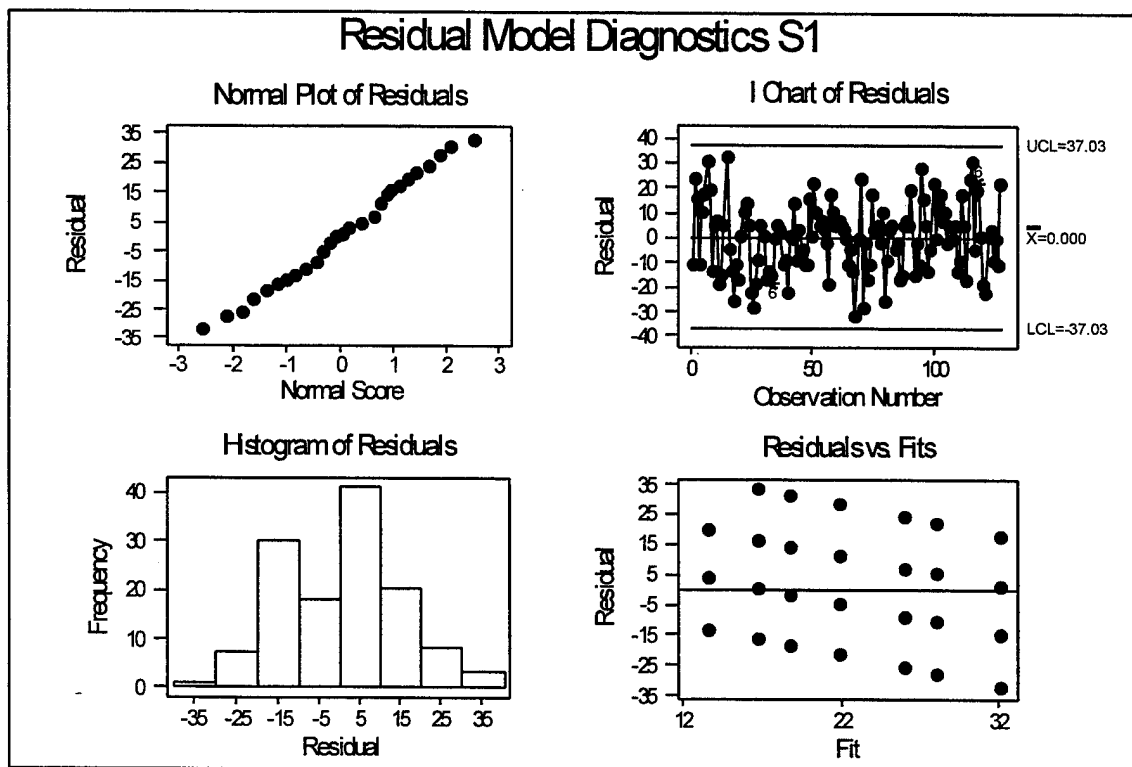 Residual Model Diagnostics S1
Normal Plot of Residuals
35
25
15
5
-5
-15
-25
-35
Residual
-3 -2 -1 0 1 2 3
Normal Score
I Chart of Residuals
40
30
20
10
0
-10
-20
-30
-40
Residual
6
6
UCL=37.03
X=0.000
LCL=-37.03
0 50 100
Observation Number
Histogram of Residuals
40
30
20
10
0
Frequency
-35 -25 -15 -5 5 15 25 35
Residual
Residuals vs. Fits
35
25
15
5
-5
-15
-25
-35
Residual
12 22 32
Fit